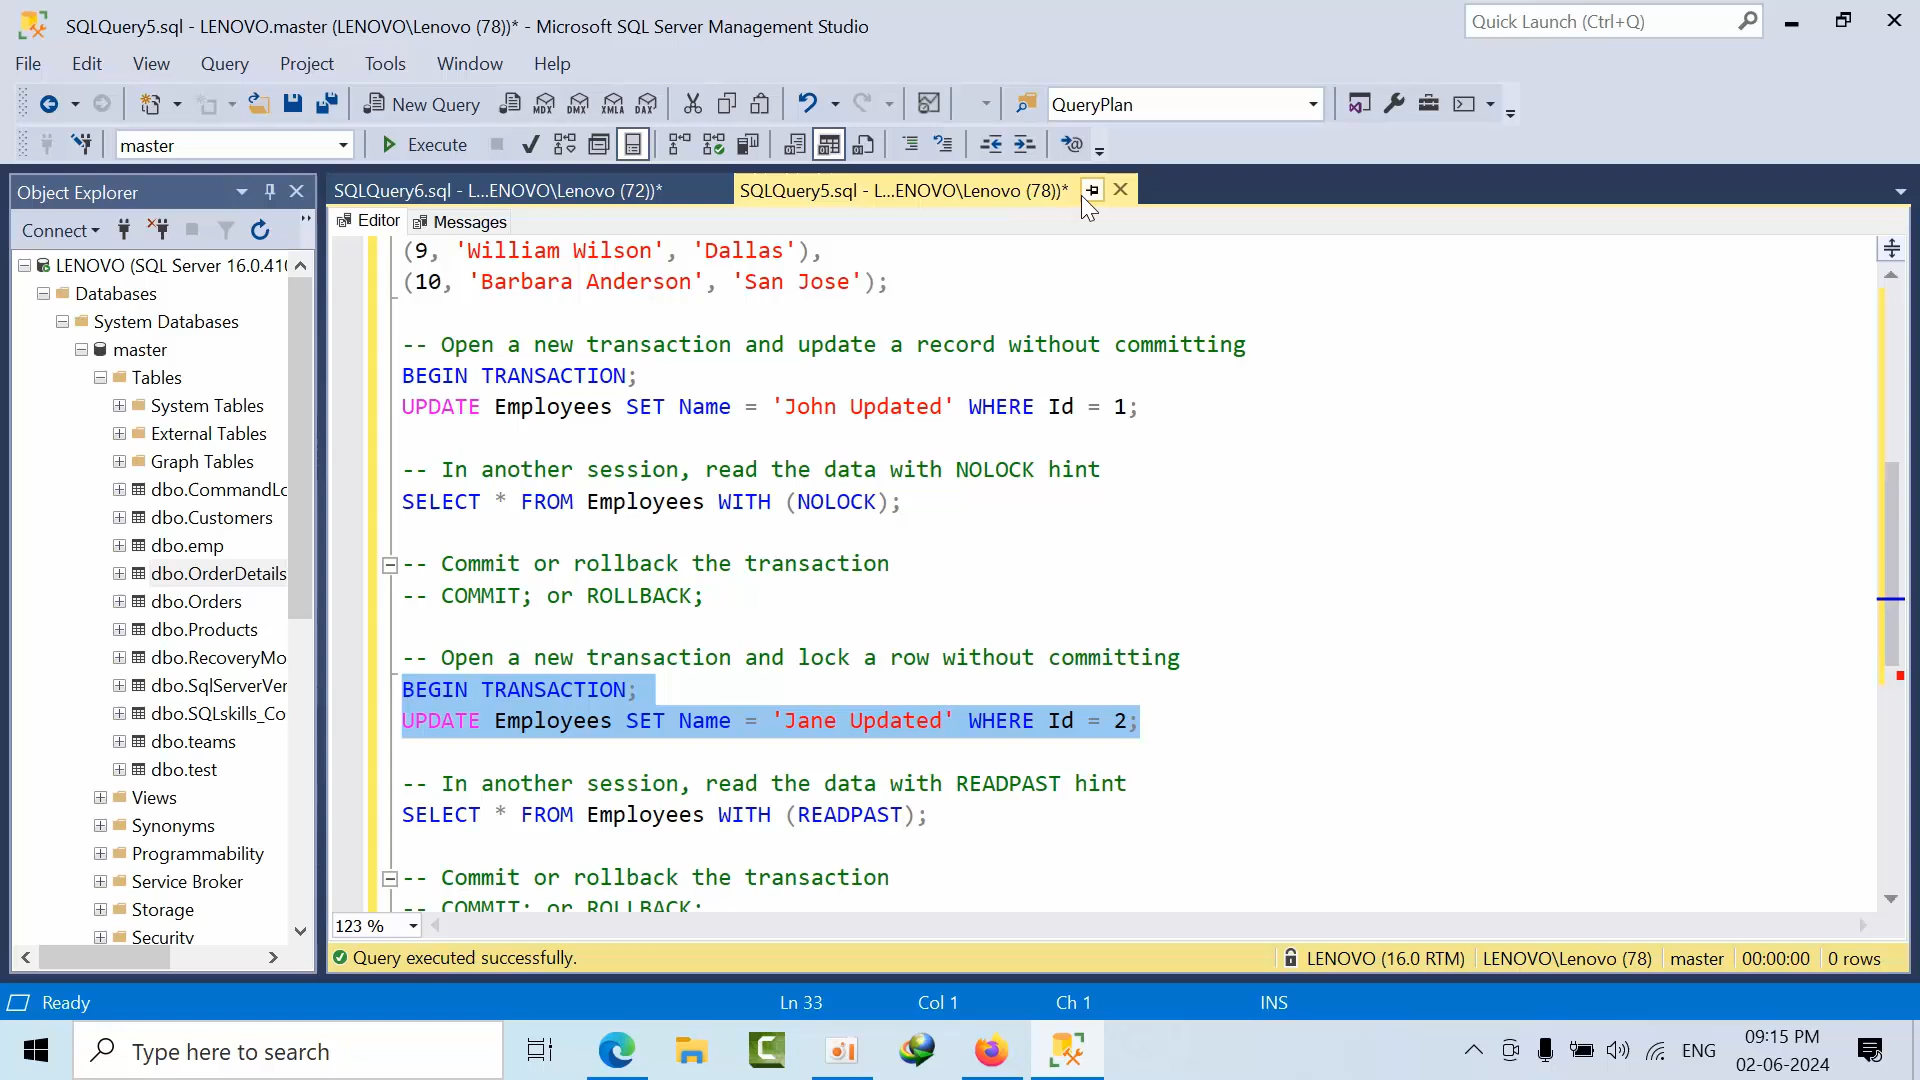 SQLQuery5.sql - LENOVO.master (LENOVO\Lenovo (78))* - Microsoft SQL Server Management Studio
Quick Launch (Ctrl+Q)
File Edit View Query Project Tools Window Help
New Query MDX DMX XMLA DAX QueryPlan
master Execute
Object Explorer
SQLQuery6.sql - L...ENOVO\Lenovo (72))*
SQLQuery5.sql - L...ENOVO\Lenovo (78))*
Connect
Editor Messages
LENOVO (SQL Server 16.0.410
Databases
System Databases
master
Tables
System Tables
External Tables
Graph Tables
dbo.CommandLo
dbo.Customers
dbo.emp
dbo.OrderDetails
dbo.Orders
dbo.Products
dbo.RecoveryMo
dbo.SqlServerVer
dbo.SQLskills_Co
dbo.teams
dbo.test
Views
Synonyms
Programmability
Service Broker
Storage
Security
(9, 'William Wilson', 'Dallas'),
(10, 'Barbara Anderson', 'San Jose');
-- Open a new transaction and update a record without committing
BEGIN TRANSACTION;
UPDATE Employees SET Name = 'John Updated' WHERE Id = 1;
-- In another session, read the data with NOLOCK hint
SELECT * FROM Employees WITH (NOLOCK);
-- Commit or rollback the transaction
-- COMMIT; or ROLLBACK;
-- Open a new transaction and lock a row without committing
BEGIN TRANSACTION;
UPDATE Employees SET Name = 'Jane Updated' WHERE Id = 2;
-- In another session, read the data with READPAST hint
SELECT * FROM Employees WITH (READPAST);
-- Commit or rollback the transaction
-- COMMIT; or ROLLBACK;
123 %
Query executed successfully.
LENOVO (16.0 RTM) LENOVO\Lenovo (78) master 00:00:00 0 rows
Ready Ln 33 Col 1 Ch 1 INS
Type here to search
ENG
09:15 PM
02-06-2024